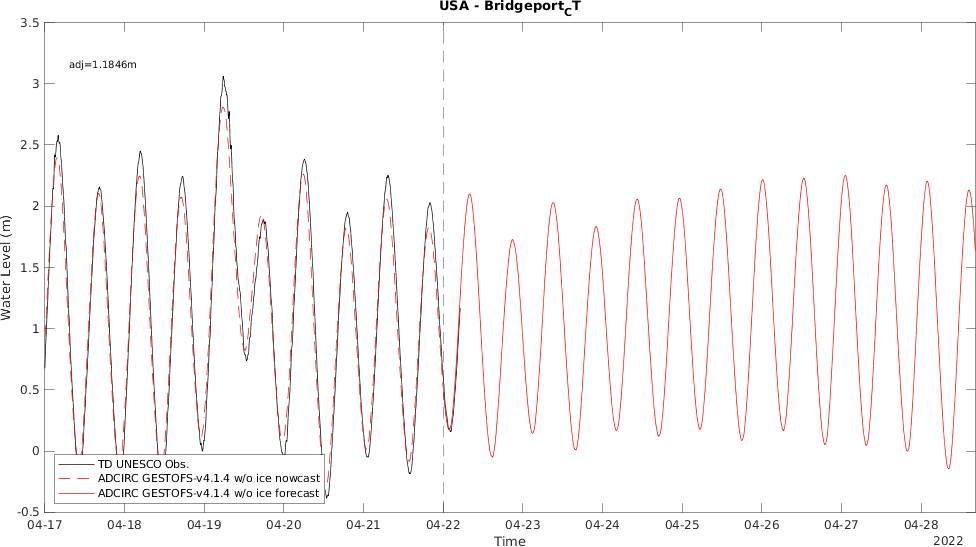 USA - Bridgeport_CT
adj=1.1846m
3.5
3
2.5
2
1.5
1
0.5
0
-0.5
Water Level (m)
TD UNESCO Obs.
ADCIRC GESTOFS-v4.1.4 w/o ice nowcast
ADCIRC GESTOFS-v4.1.4 w/o ice forecast
04-17 04-18 04-19 04-20 04-21 04-22 04-23 04-24 04-25 04-26 04-27 04-28
Time
2022